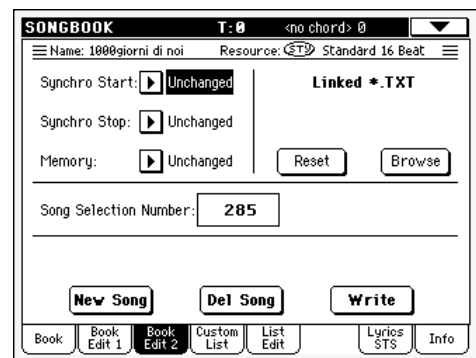 SONGBOOK T:0 <no chord> 0
Name: 1000giorni di noi Resource: STY Standard 16 Beat
Synchro Start: Unchanged Linked *.TXT
Synchro Stop: Unchanged
Memory: Unchanged Reset Browse
Song Selection Number: 285
New Song Del Song Write
Book Book Edit 1 Book Edit 2 Custom List List Edit Lyrics STS Info